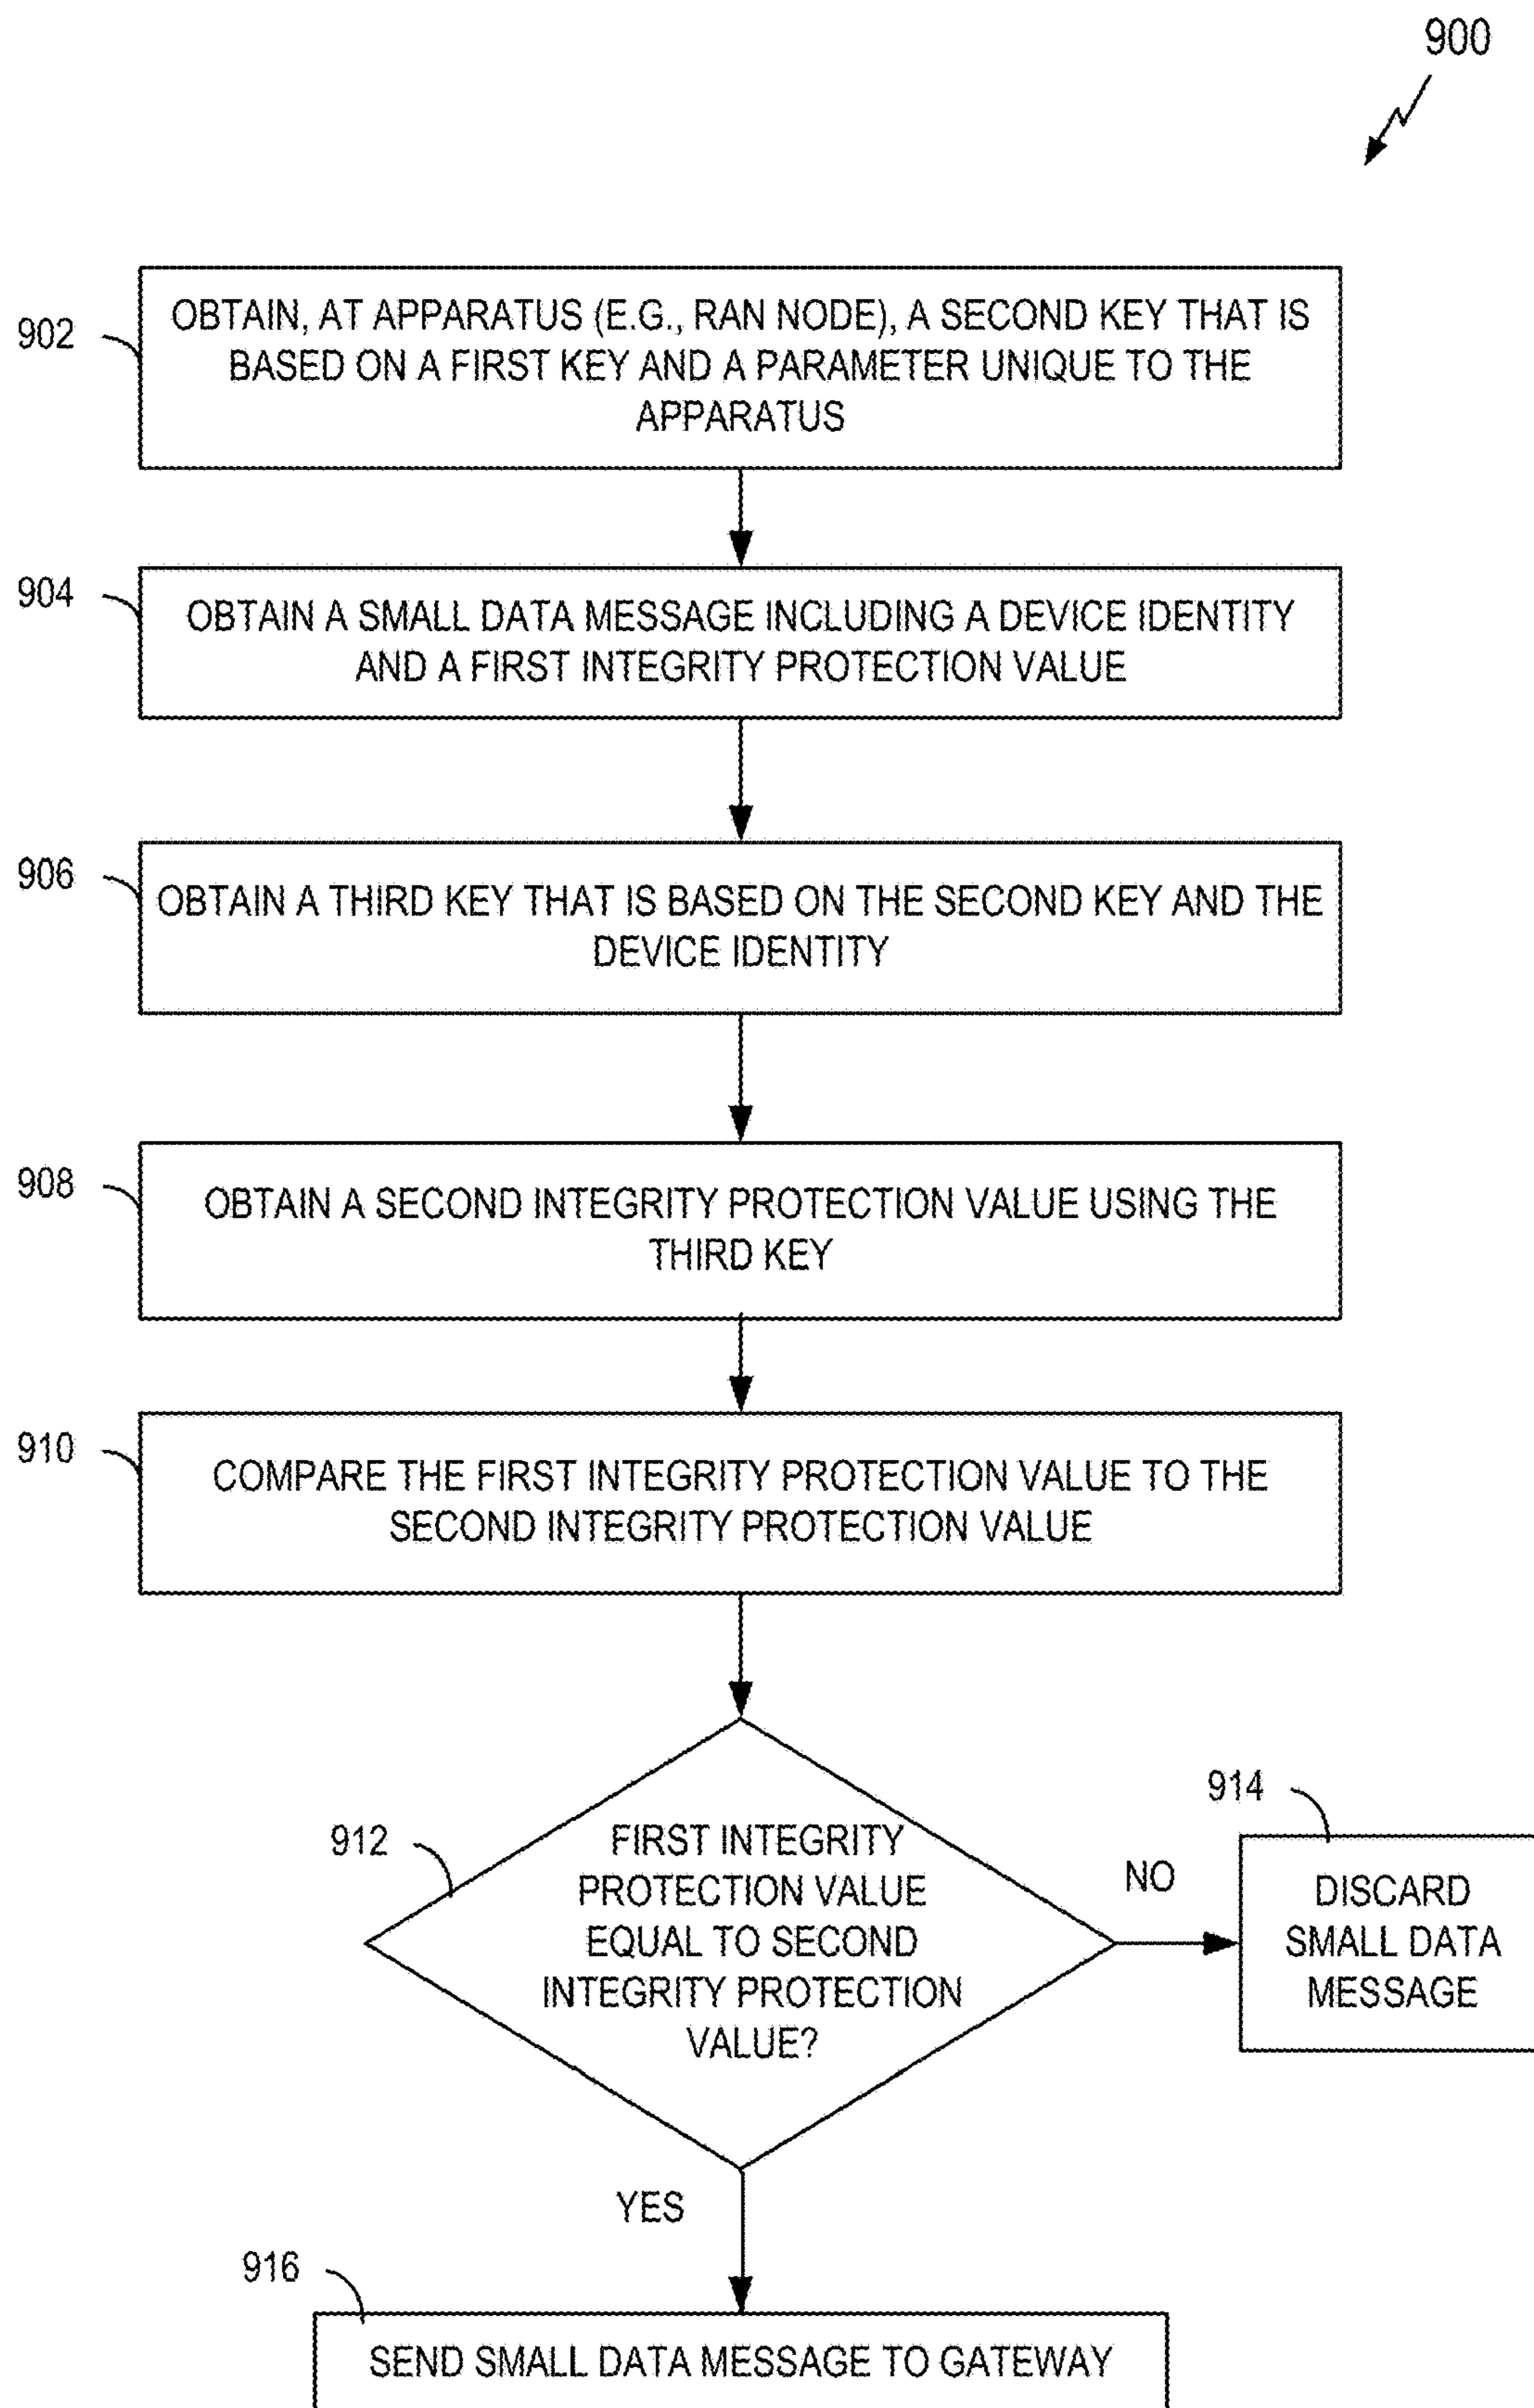 900
902
OBTAIN, AT APPARATUS (E.G., RAN NODE), A SECOND KEY THAT IS
BASED ON A FIRST KEY AND A PARAMETER UNIQUE TO THE
APPARATUS
904
OBTAIN A SMALL DATA MESSAGE INCLUDING A DEVICE IDENTITY
AND A FIRST INTEGRITY PROTECTION VALUE
906
OBTAIN A THIRD KEY THAT IS BASED ON THE SECOND KEY AND THE
DEVICE IDENTITY
908
OBTAIN A SECOND INTEGRITY PROTECTION VALUE USING THE
THIRD KEY
910
COMPARE THE FIRST INTEGRITY PROTECTION VALUE TO THE
SECOND INTEGRITY PROTECTION VALUE
912
FIRST INTEGRITY
PROTECTION VALUE
EQUAL TO SECOND
INTEGRITY PROTECTION
VALUE?
NO
914
DISCARD
SMALL DATA
MESSAGE
YES
916
SEND SMALL DATA MESSAGE TO GATEWAY